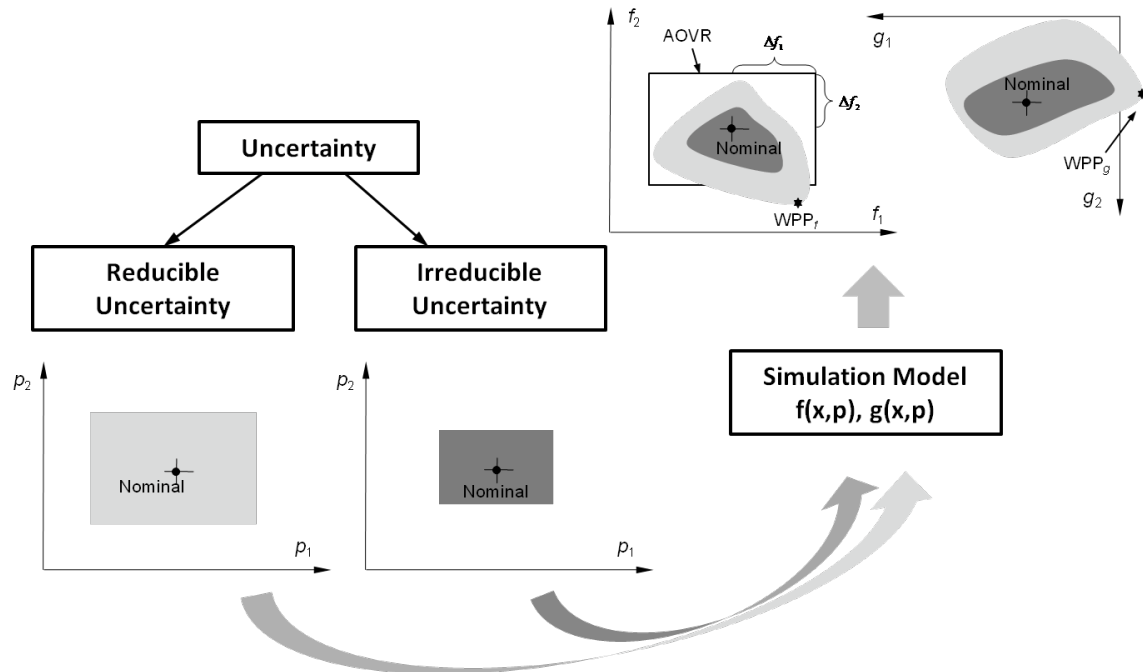 f2
AOVR
Δf1
Δf2
Nominal
WPPf
f1
g1
Nominal
WPPg
g2
Uncertainty
Reducible
Uncertainty
Irreducible
Uncertainty
p2
Nominal
p1
p2
Nominal
p1
Simulation Model
f(x,p), g(x,p)